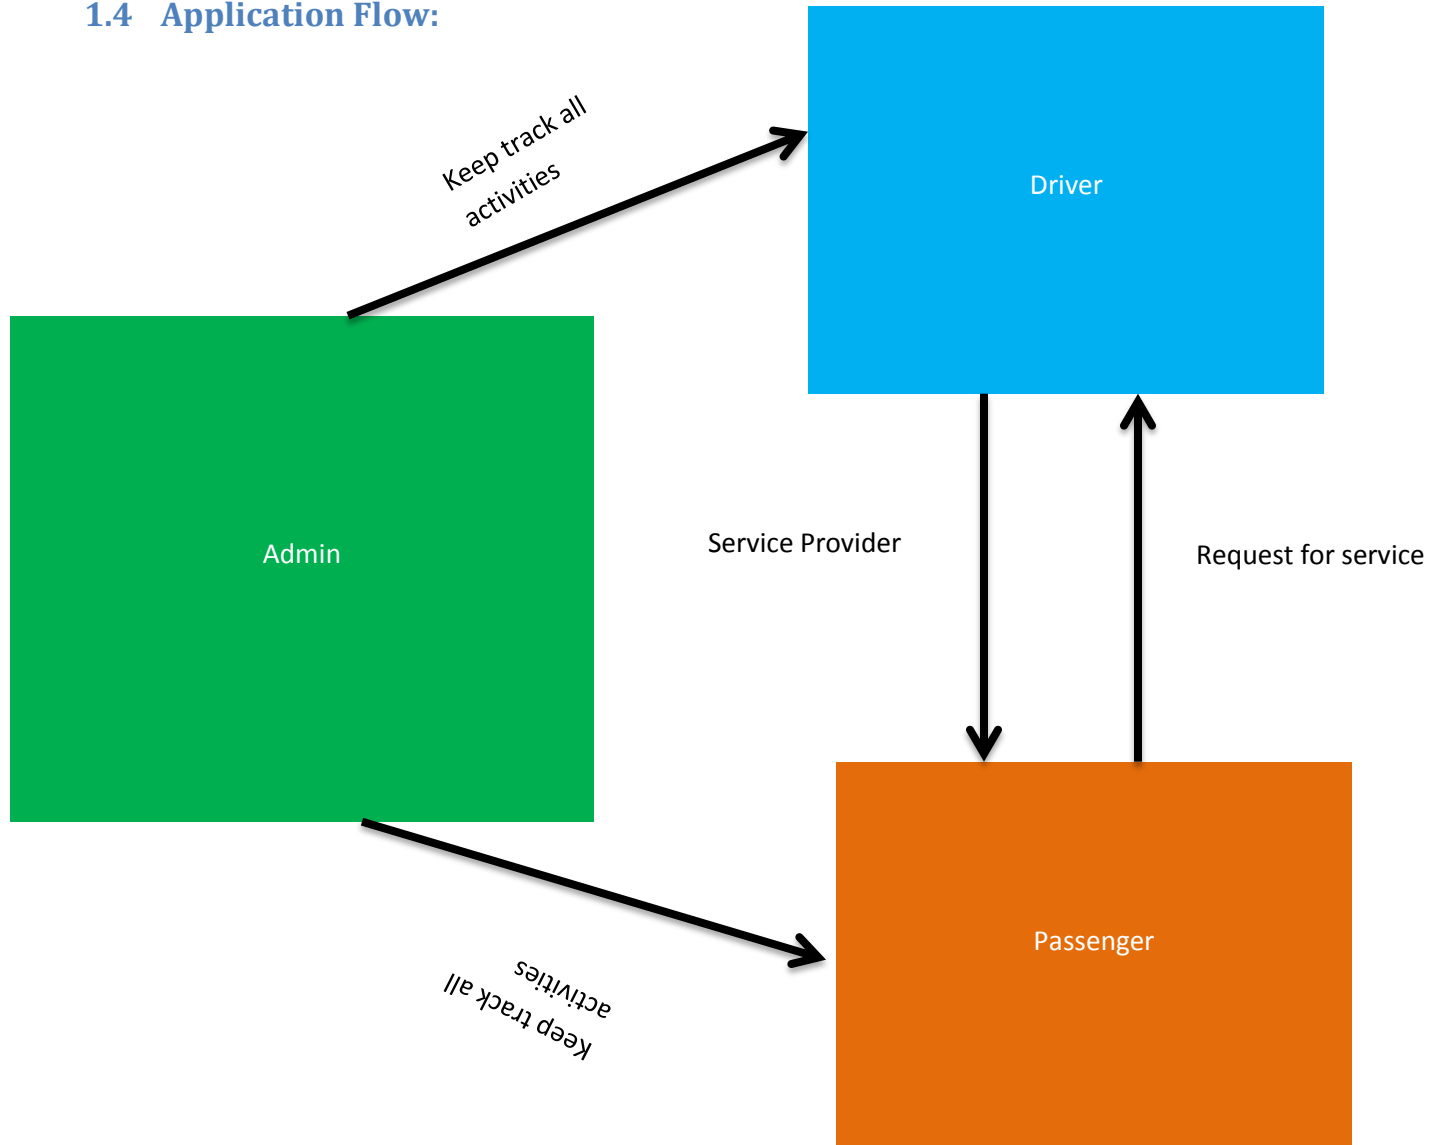 1.4 Application Flow:
Keep track all
activities
Driver
Admin
Service Provider
Request for service
Passenger
Keep track all
activities